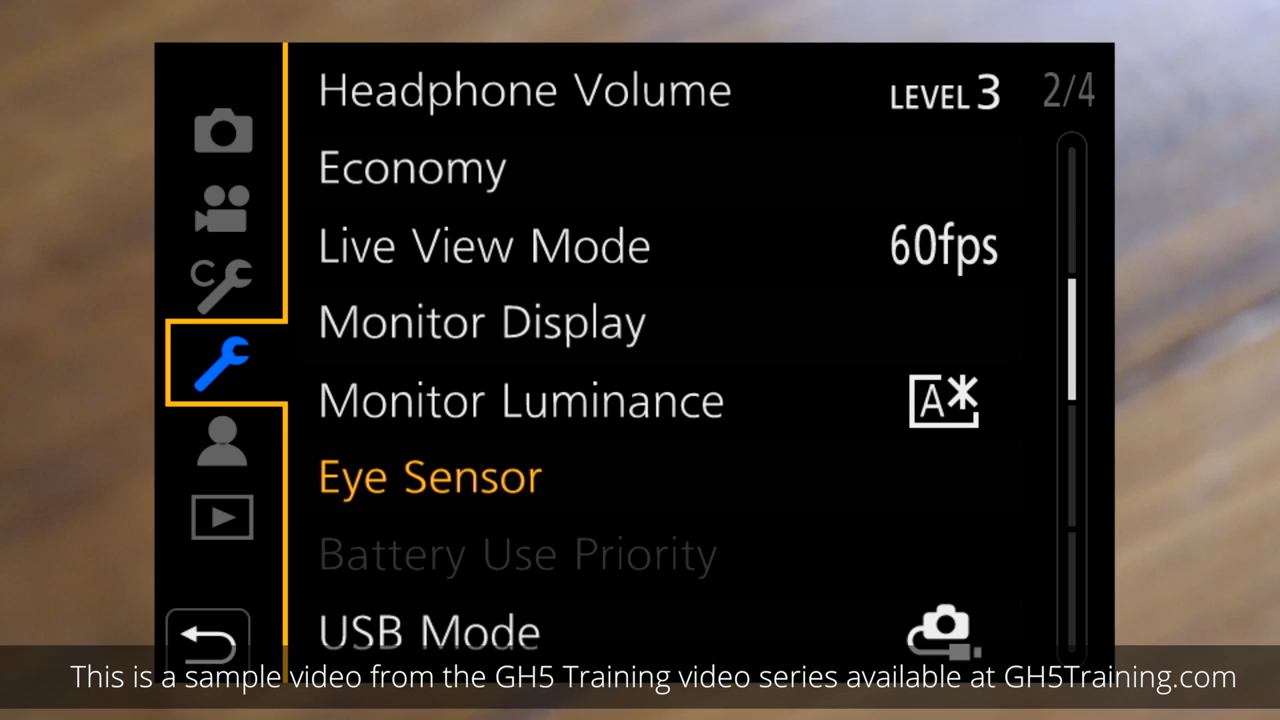 Headphone Volume LEVEL 3 2/4
Economy
Live View Mode 60fps
Monitor Display
Monitor Luminance A*
Eye Sensor
Battery Use Priority
USB Mode
C
This is a sample video from the GH5 Training video series available at GH5Training.com